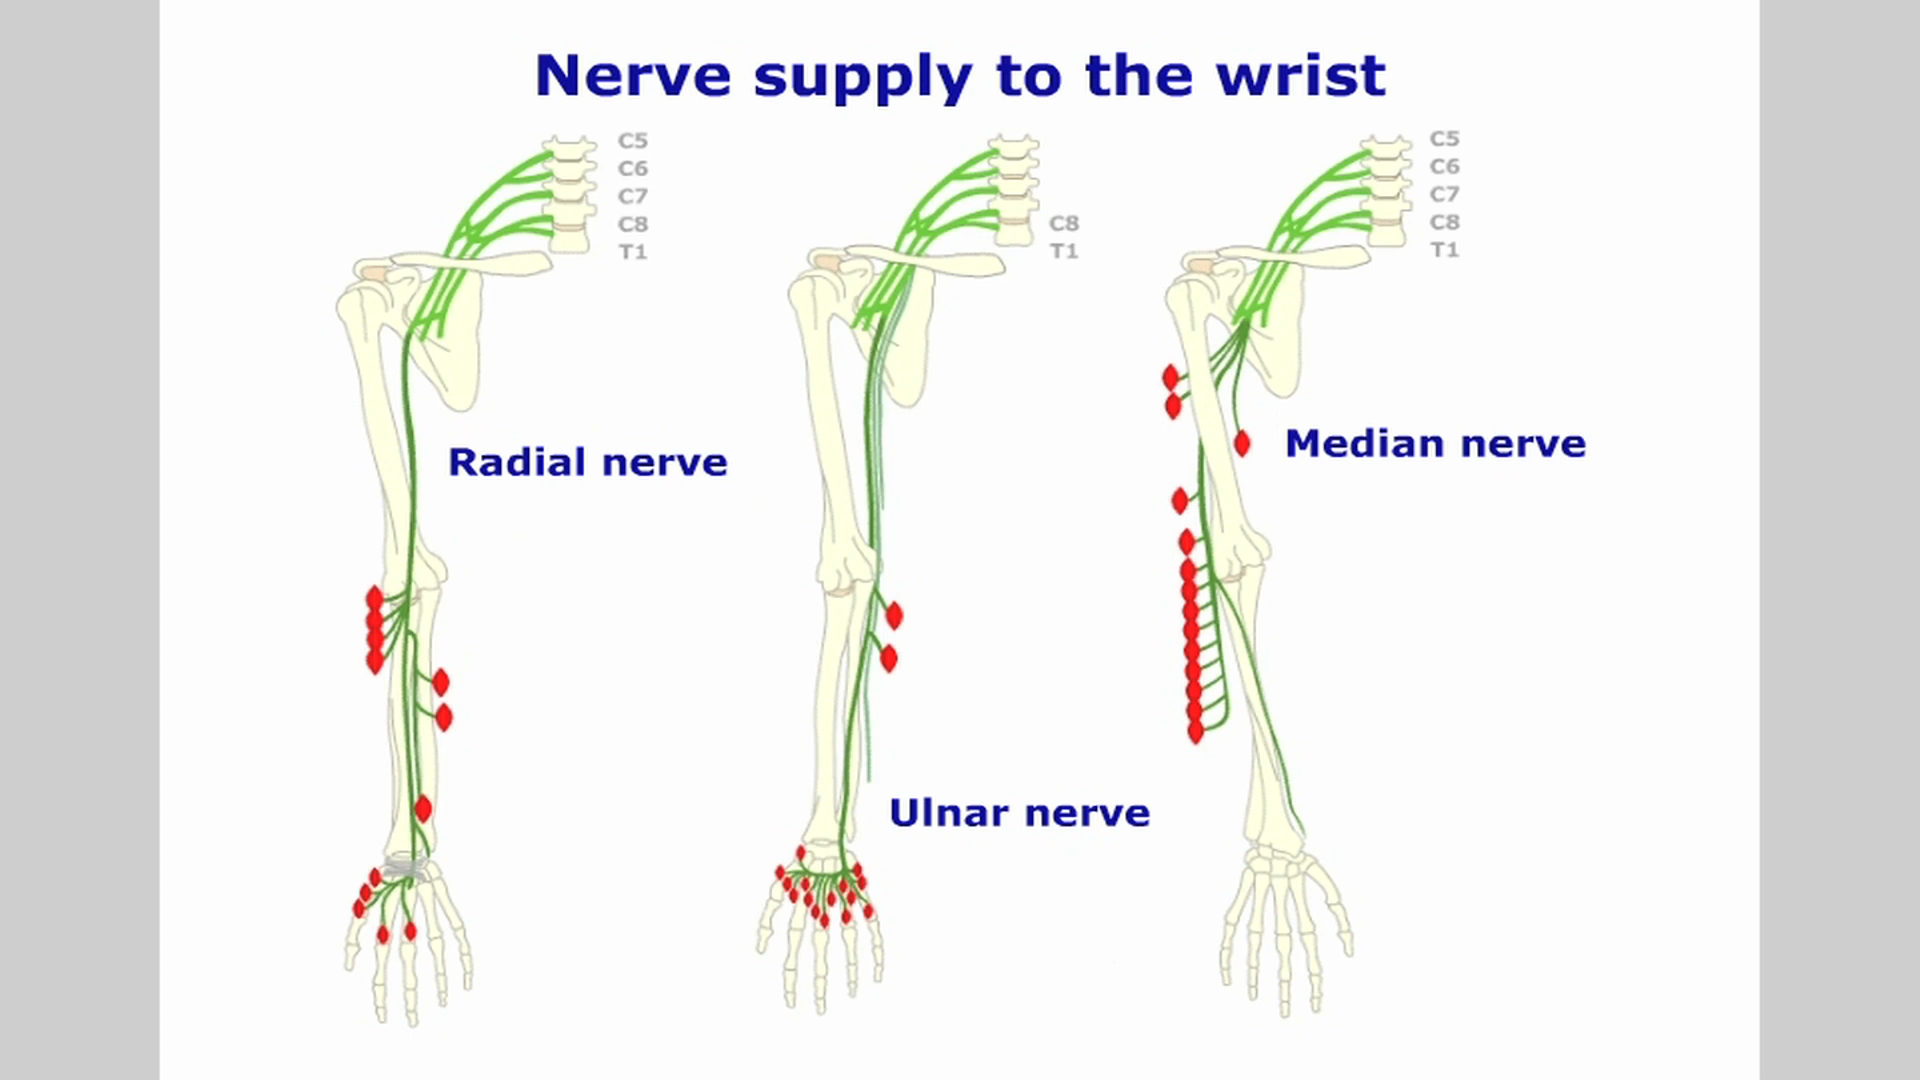 Nerve supply to the wrist
C5
C6
C7
C8
T1
Radial nerve
C8
T1
Ulnar nerve
C5
C6
C7
C8
T1
Median nerve